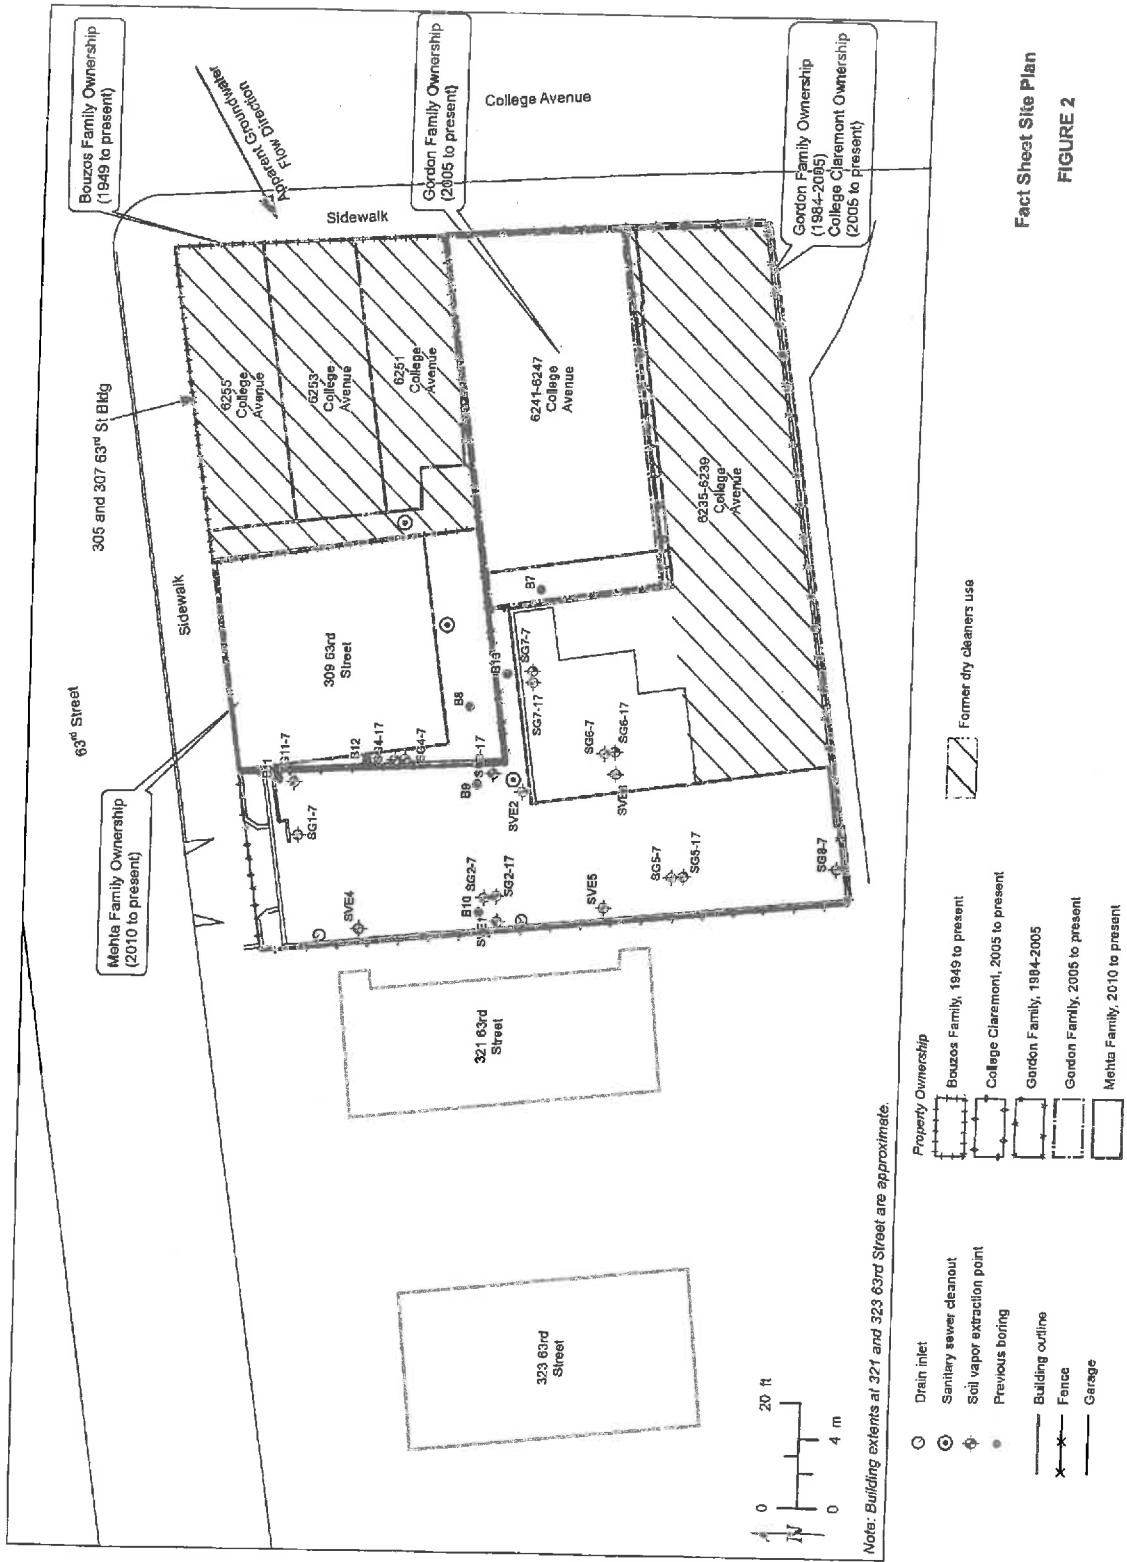 Bouzos Family Ownership
(1949 to present)
Apparent Groundwater
Flow Direction
College Avenue
Gordon Family Ownership
(2005 to present)
Gordon Family Ownership
(1984-2005)
College Claremont Ownership
(2005 to present)
Sidewalk
305 and 307 63rd St Bldg
6255
College
Avenue
6253
College
Avenue
6251
College
Avenue
6241-6247
College
Avenue
6235-6239
College
Avenue
Sidewalk
63rd Street
309 63rd
Street
Mehta Family Ownership
(2010 to present)
B7
B8
B9
B12
SG11-7
SG4-17
SG4-7
SG7-7
SG7-17
SG6-7
SG6-17
SG1-7
SVE2
SG2-7
SG2-17
B10
SVE4
SVE5
SG5-7
SG5-17
SG8-7
321 63rd
Street
323 63rd
Street
0 20 ft
0 4 m
N
Note: Building extents at 321 and 323 63rd Street are approximate.
Drain inlet
Sanitary sewer cleanout
Soil vapor extraction point
Previous boring
Building outline
Fence
Garage
Property Ownership
Bouzos Family, 1949 to present
College Claremont, 2005 to present
Gordon Family, 1984-2005
Gordon Family, 2005 to present
Mehta Family, 2010 to present
Former dry cleaners use
Fact Sheet Site Plan
FIGURE 2